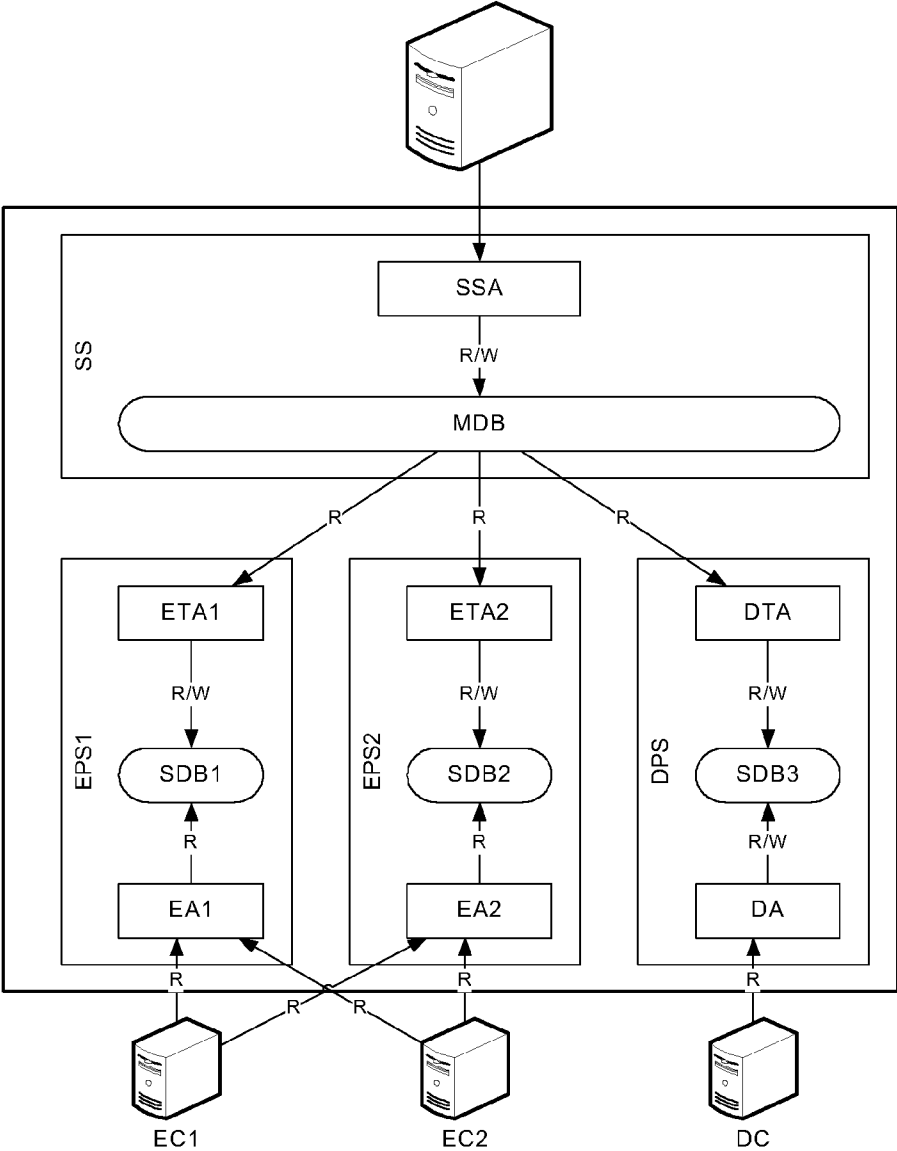 SSA
SS
R/W
MDB
R R R
ETA1 ETA2 DTA
R/W R/W R/W
EPS1 EPS2 DPS
SDB1 SDB2 SDB3
R R R/W
EA1 EA2 DA
R R R
R R
EC1 EC2 DC